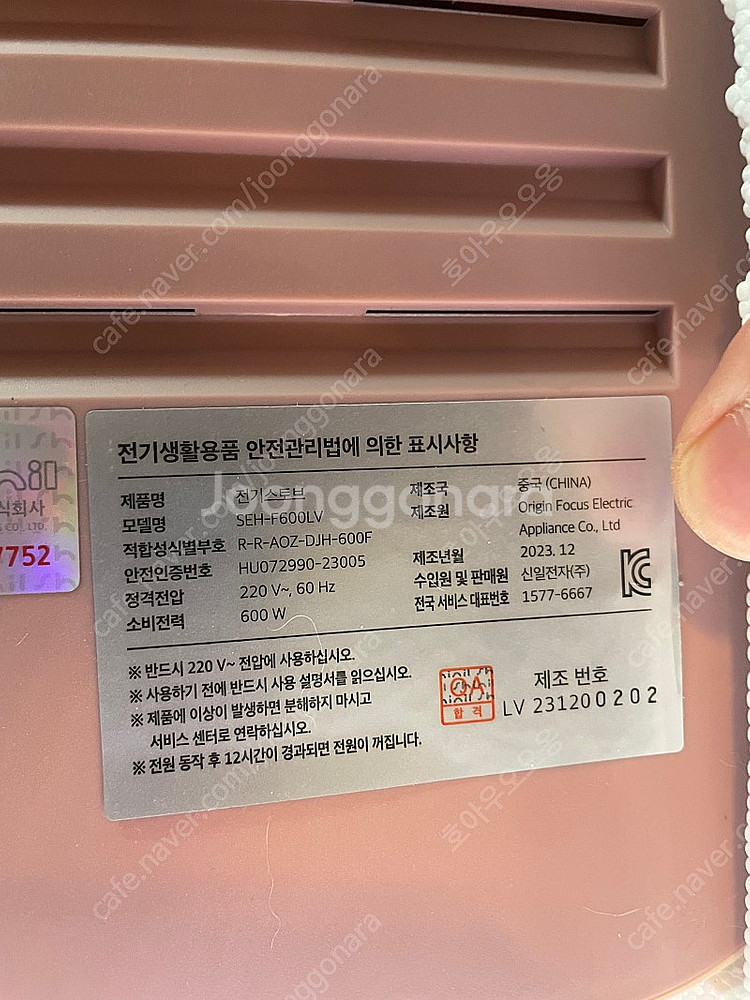 전기생활용품 안전관리법에 의한 표시사항
제품명 전기스토브
모델명 SEH-F600LV
적합성식별부호 R-R-AOZ-DJH-600F
안전인증번호 HU072990-23005
정격전압 220 V~, 60 Hz
소비전력 600 W
제조국 중국 (CHINA)
제조원 Origin Focus Electric
Appliance Co., Ltd
제조년월 2023. 12
수입원 및 판매원 신일전자(주)
전국 서비스 대표번호 1577-6667
※ 반드시 220 V~ 전압에 사용하십시오.
※ 사용하기 전에 반드시 사용 설명서를 읽으십시오.
※ 제품에 이상이 발생하면 분해하지 마시고
서비스 센터로 연락하십시오.
※ 전원 동작 후 12시간이 경과되면 전원이 꺼집니다.
QA
합격
제조 번호
LV 231200202
식회사
CO., LTD.
7752
Joonggonara
cafe.naver.com/joonggonara
호아우오옹